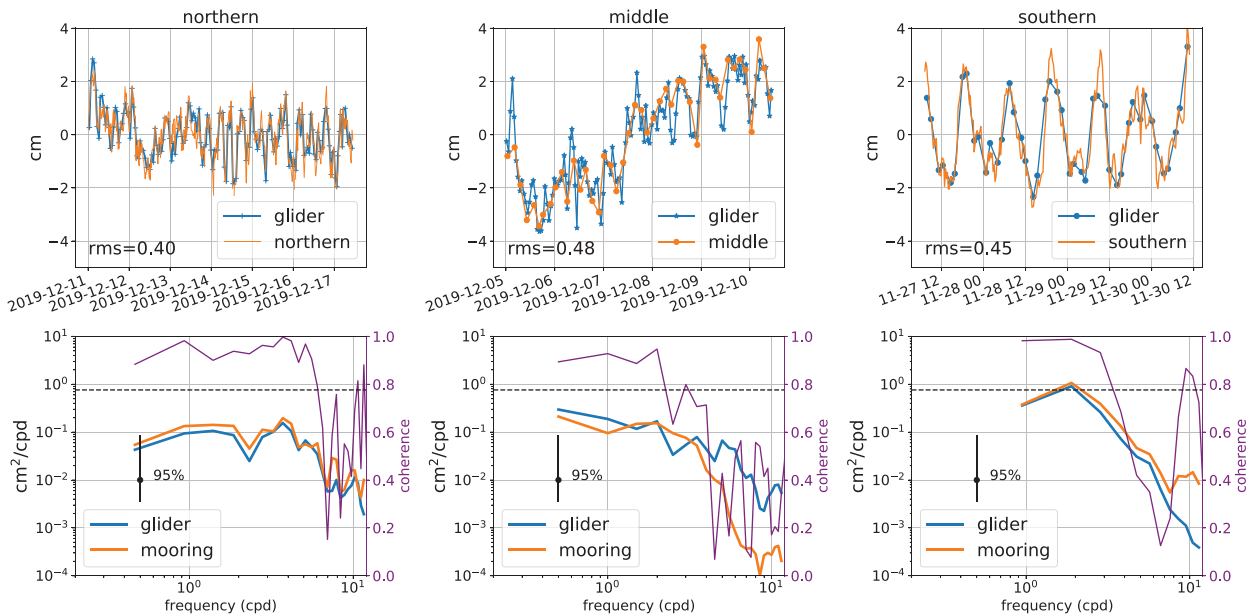 northern
4
2
0
−2
−4
cm
glider
northern
rms=0.40
2019-12-11
2019-12-12
2019-12-13
2019-12-14
2019-12-15
2019-12-16
2019-12-17
middle
4
2
0
−2
−4
cm
glider
middle
rms=0.48
2019-12-05
2019-12-06
2019-12-07
2019-12-08
2019-12-09
2019-12-10
southern
4
2
0
−2
−4
cm
glider
southern
rms=0.45
11-27 12
11-28 00
11-28 12
11-29 00
11-29 12
11-30 00
11-30 12
10¹
10⁰
10⁻¹
10⁻²
10⁻³
10⁻⁴
cm²/cpd
95%
glider
mooring
10⁰
10¹
frequency (cpd)
1.0
0.8
0.6
0.4
0.2
0.0
coherence
10¹
10⁰
10⁻¹
10⁻²
10⁻³
10⁻⁴
cm²/cpd
95%
glider
mooring
10⁰
10¹
frequency (cpd)
1.0
0.8
0.6
0.4
0.2
0.0
coherence
10¹
10⁰
10⁻¹
10⁻²
10⁻³
10⁻⁴
cm²/cpd
95%
glider
mooring
10⁰
10¹
frequency (cpd)
1.0
0.8
0.6
0.4
0.2
0.0
coherence